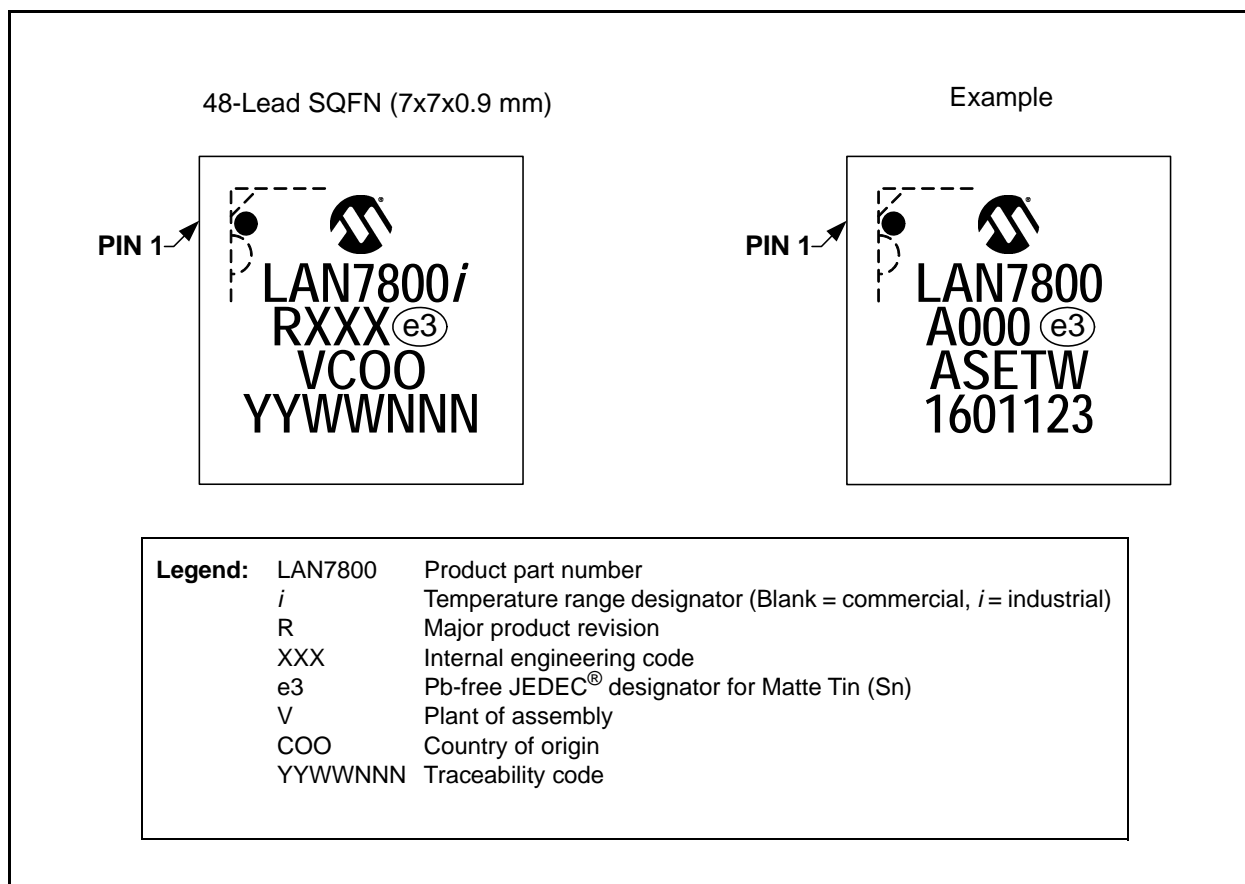 48-Lead SQFN (7x7x0.9 mm)
Example
PIN 1
LAN7800i
RXXX e3
VCOO
YYWWNNN
PIN 1
LAN7800
A000 e3
ASETW
1601123
Legend: LAN7800 Product part number
i Temperature range designator (Blank = commercial, i = industrial)
R Major product revision
XXX Internal engineering code
e3 Pb-free JEDEC® designator for Matte Tin (Sn)
V Plant of assembly
COO Country of origin
YYWWNNN Traceability code